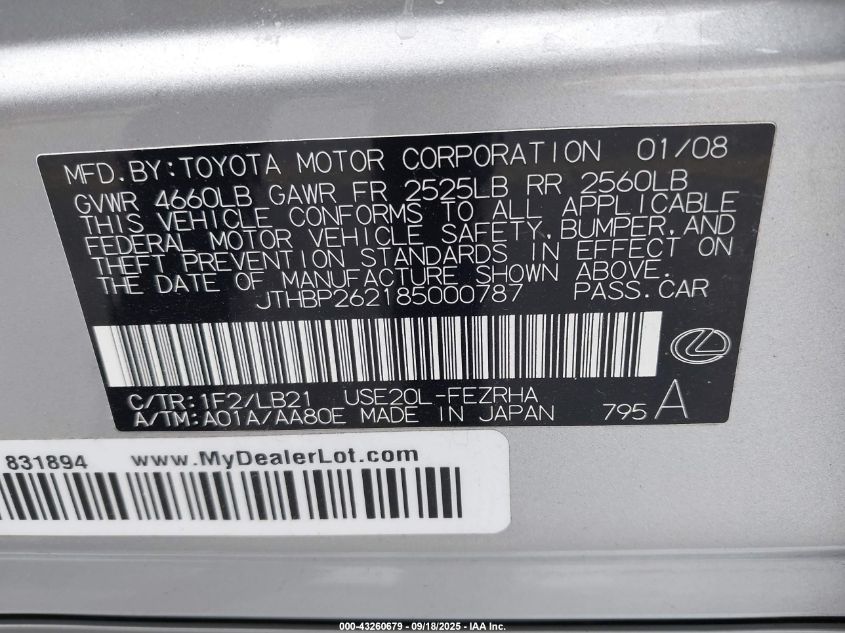 MFD.BY:TOYOTA MOTOR CORPORATION 01/08
GVWR 4660LB GAWR FR 2525LB RR 2560LB
THIS VEHICLE CONFORMS TO ALL APPLICABLE
FEDERAL MOTOR VEHICLE SAFETY,BUMPER,AND
THEFT PREVENTION STANDARDS IN EFFECT ON
THE DATE OF MANUFACTURE SHOWN ABOVE.
JTHBP262185000787 PASS.CAR
C/TR:1F2/LB21 USE20L-FEZRHA
A/TM:A01A/AA80E MADE IN JAPAN 795 A
831894 www.MyDealerLot.com
000-43260679 - 09/18/2025 - IAA Inc.